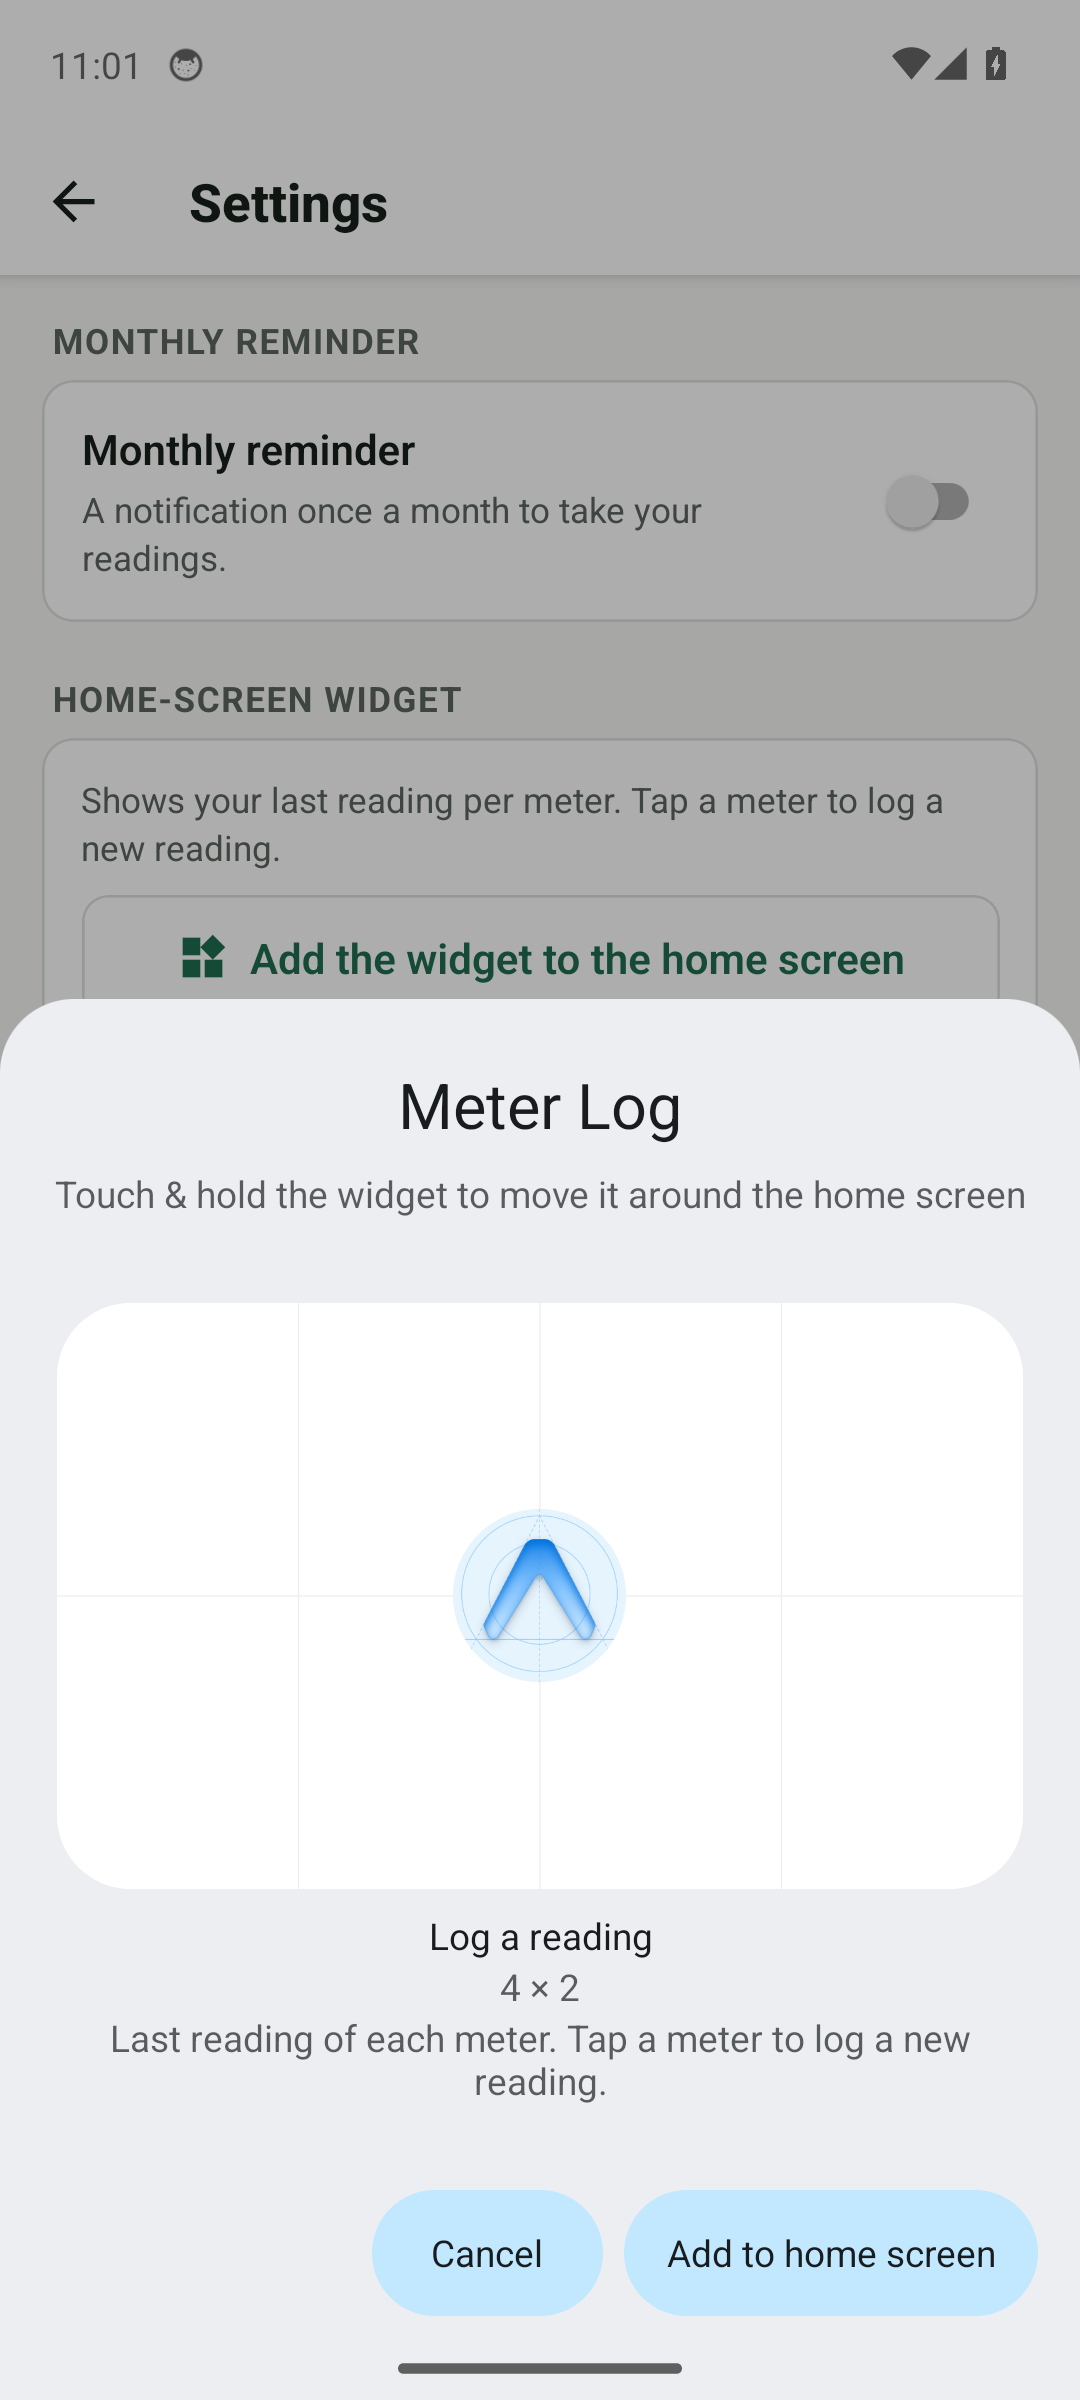 11:01
Settings
MONTHLY REMINDER
Monthly reminder
A notification once a month to take your
readings.
HOME-SCREEN WIDGET
Shows your last reading per meter. Tap a meter to log a
new reading.
Add the widget to the home screen
Meter Log
Touch & hold the widget to move it around the home screen
Log a reading
4 × 2
Last reading of each meter. Tap a meter to log a new
reading.
Cancel
Add to home screen